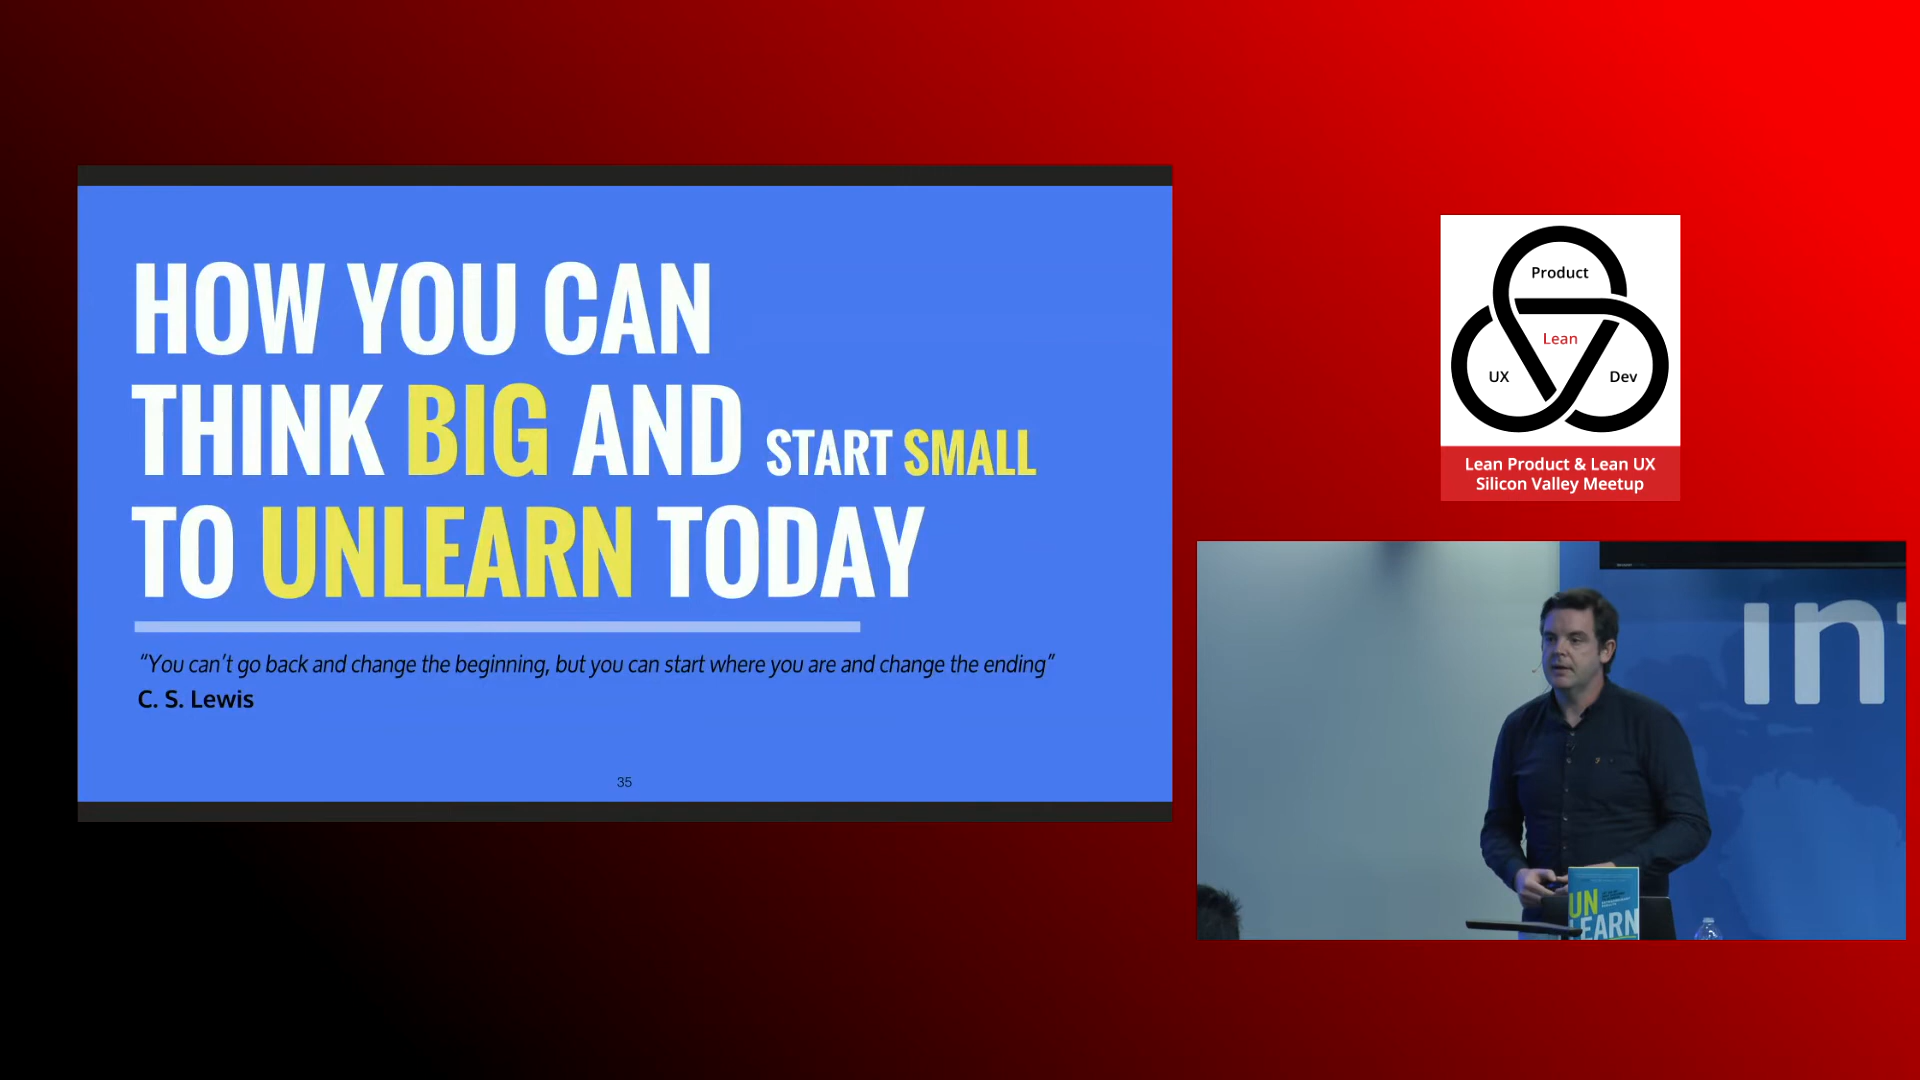 HOW YOU CAN
THINK BIG AND START SMALL
TO UNLEARN TODAY
“You can’t go back and change the beginning, but you can start where you are and change the ending”
C. S. Lewis
35
Product
Lean
UX
Dev
Lean Product & Lean UX
Silicon Valley Meetup
int
UN
LEARN